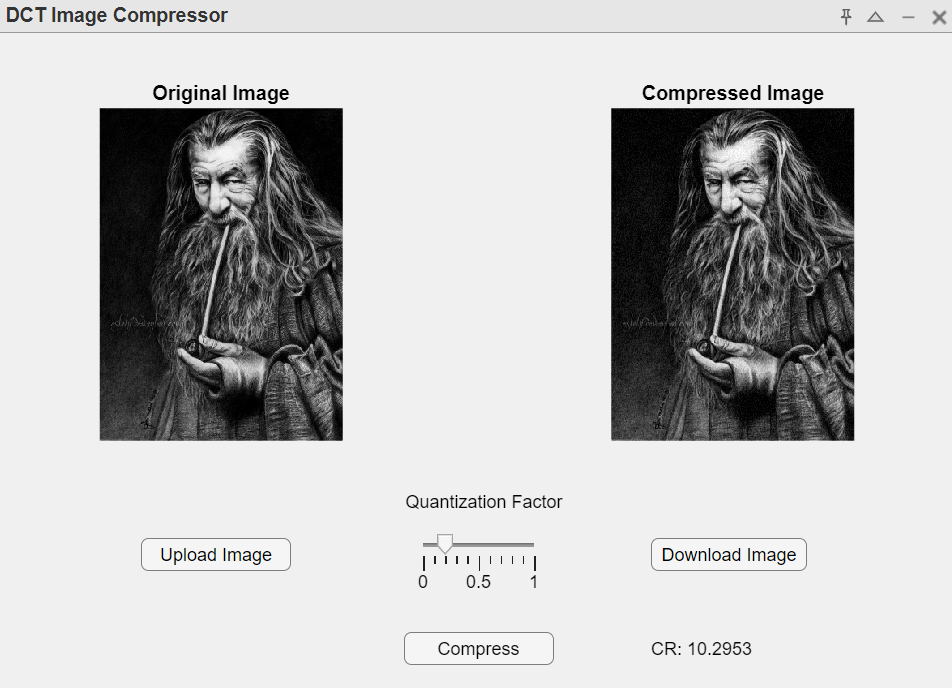 DCT Image Compressor
Original Image
Compressed Image
Quantization Factor
Upload Image
0 0.5 1
Download Image
Compress
CR: 10.2953